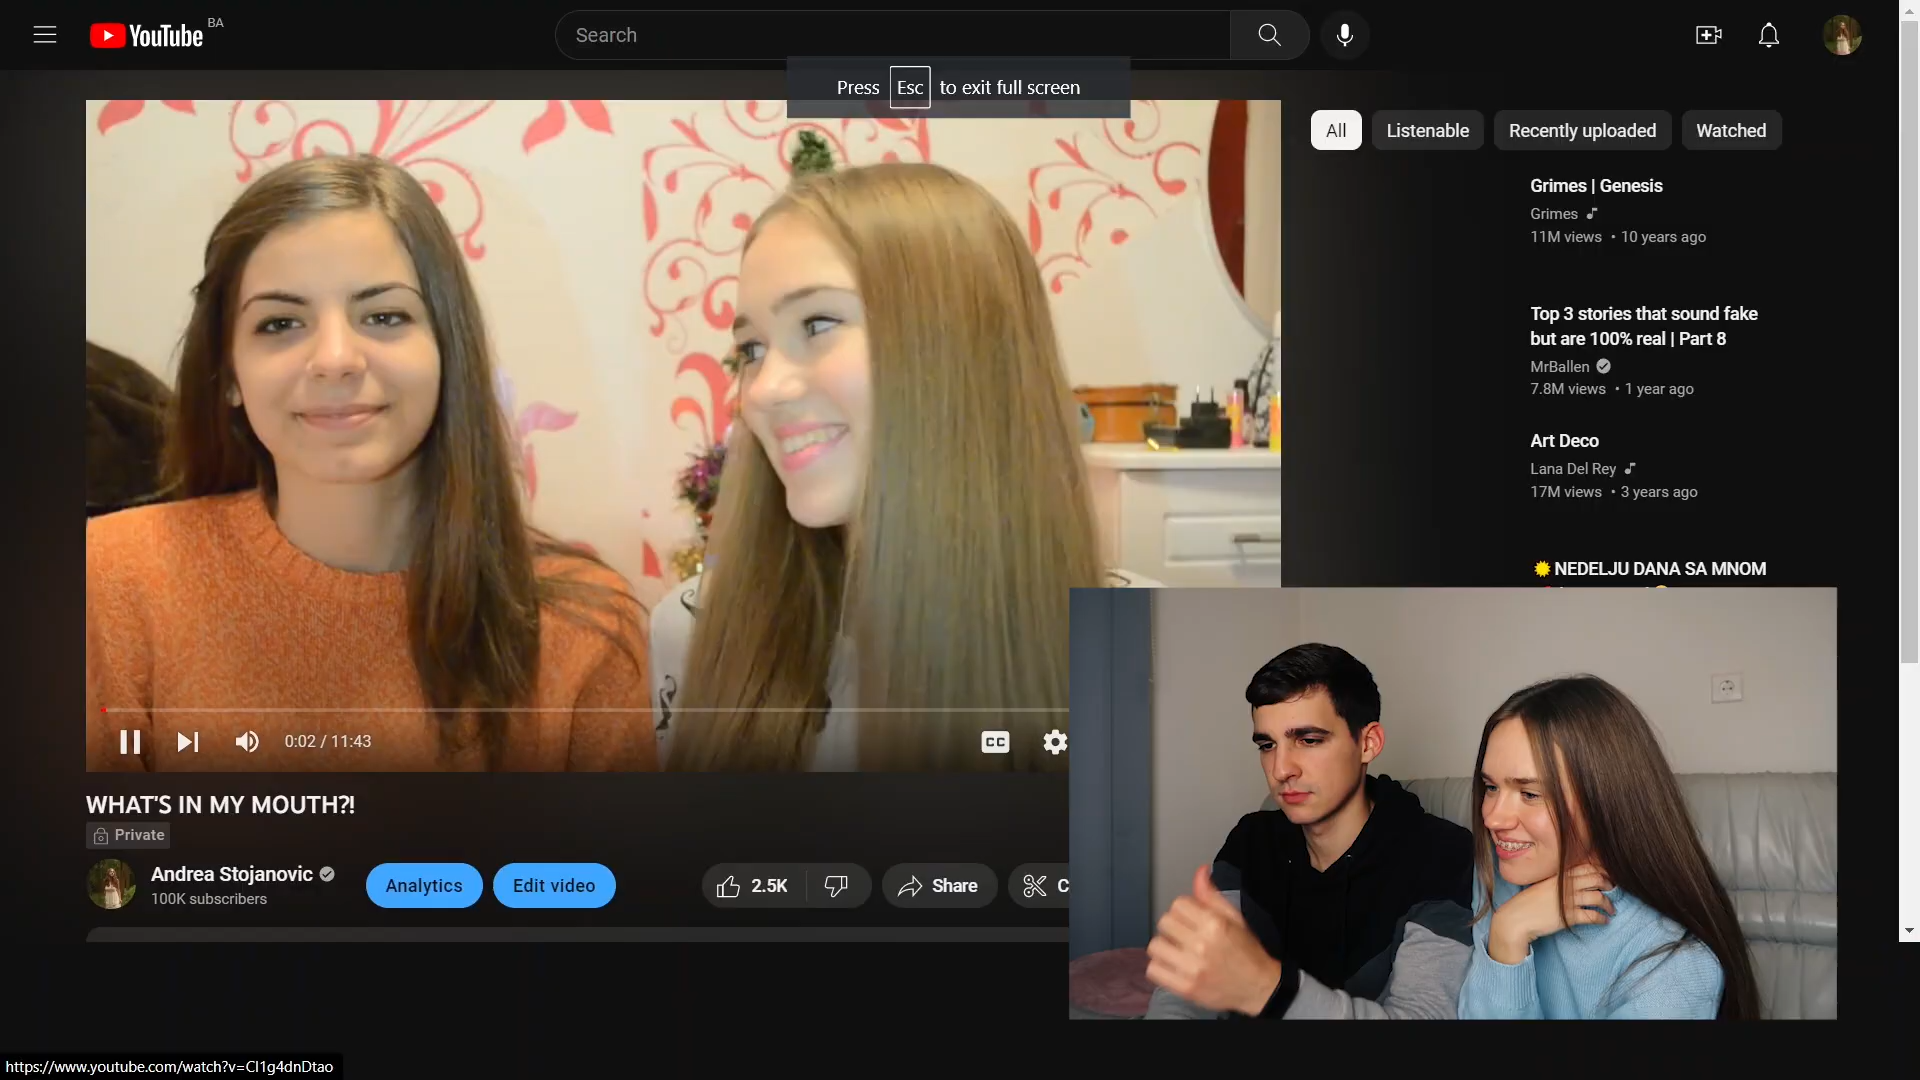 YouTube BA
Search
Press Esc to exit full screen
All
Listenable
Recently uploaded
Watched
Grimes | Genesis
Grimes
11M views • 10 years ago
Top 3 stories that sound fake
but are 100% real | Part 8
MrBallen
7.8M views • 1 year ago
Art Deco
Lana Del Rey
17M views • 3 years ago
NEDELJU DANA SA MNOM
0:02 / 11:43
CC
WHAT'S IN MY MOUTH?!
Private
Andrea Stojanovic
100K subscribers
Analytics
Edit video
2.5K
Share
C
https://www.youtube.com/watch?v=Cl1g4dnDtao